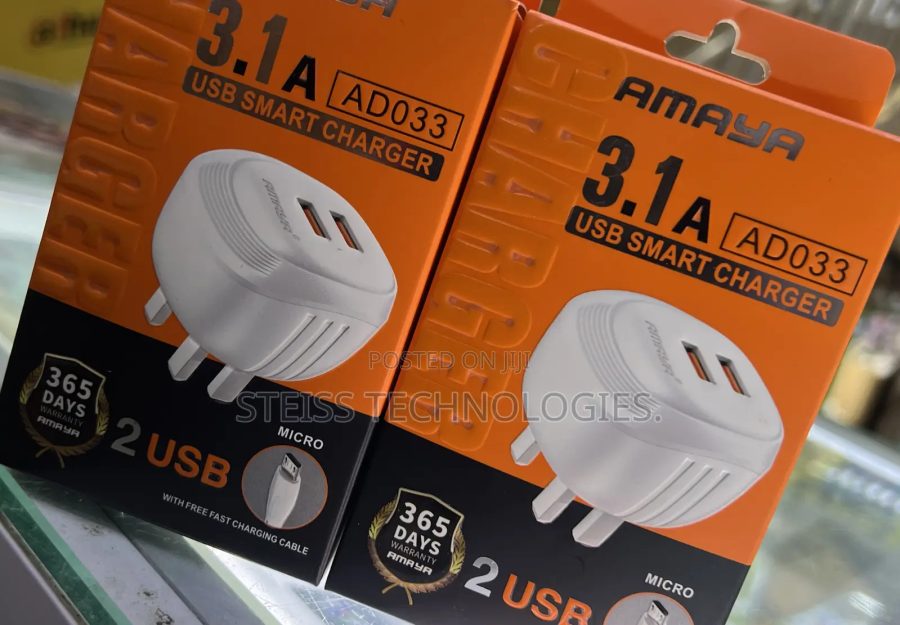 AMAYA
3.1A
AD033
USB SMART CHARGER
CHARGER
365
DAYS
WARRANTY
AMAYA
2 USB
MICRO
WITH FREE FAST CHARGING CABLE
AMAYA
3.1A
AD033
USB SMART CHARGER
CHARGER
AMAYA
365
DAYS
WARRANTY
AMAYA
2 USB
MICRO
POSTED ON JIJI
STEISS TECHNOLOGIES.